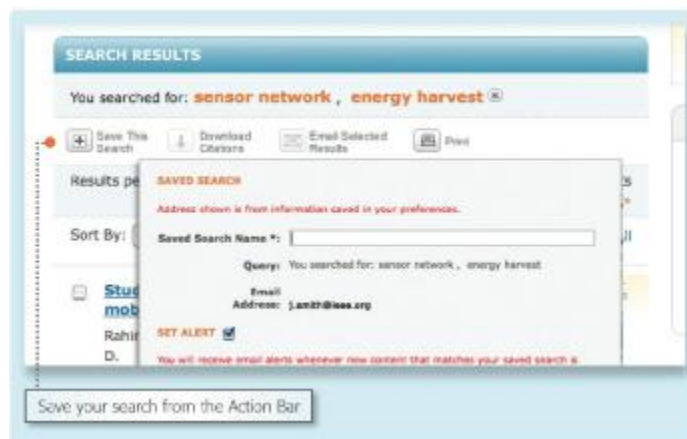 SEARCH RESULTS
You searched for: sensor network , energy harvest
Save This Search
Download Citations
Email Selected Results
Print
Results pe
SAVED SEARCH
Address shown is from information saved in your preferences.
Sort By:
Saved Search Name *:
Query: You searched for: sensor network , energy harvest
Email Address: j.smith@ieee.org
Stud
mob
Rahir
D.
SET ALERT
You will receive email alerts whenever new content that matches your saved search is
Save your search from the Action Bar